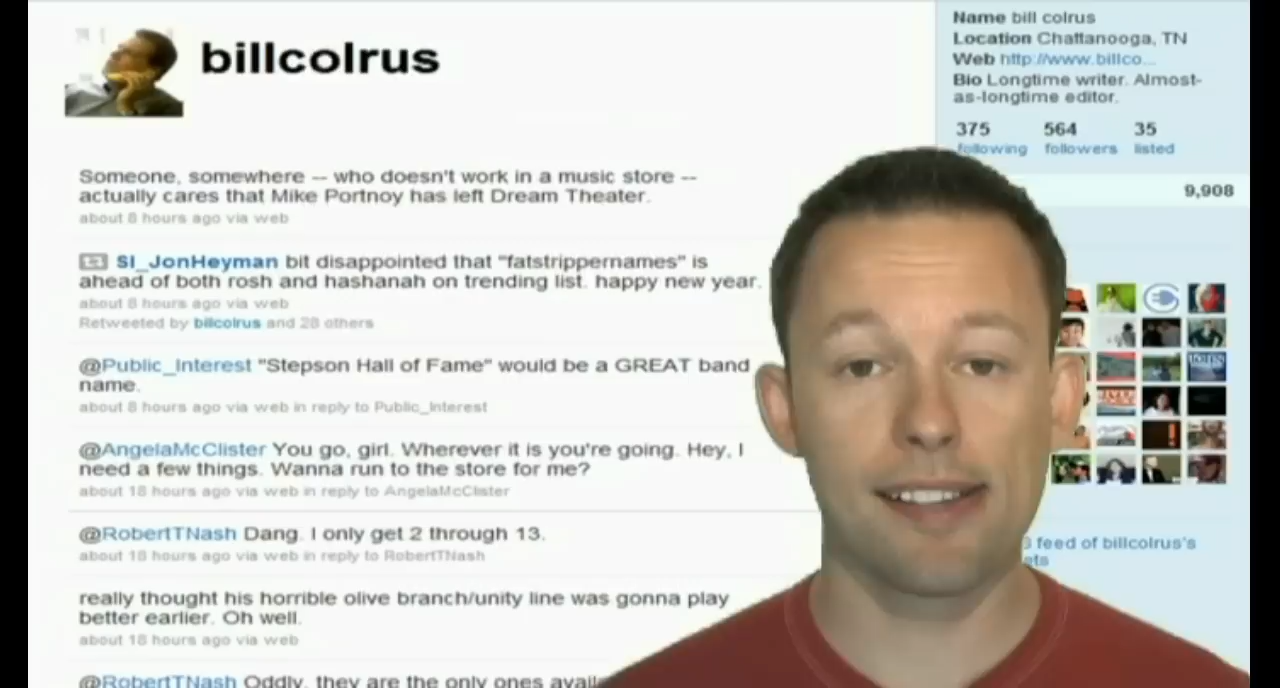 billcolrus
Name bill colrus
Location Chattanooga, TN
Web http://www.billco...
Bio Longtime writer. Almost-
as-longtime editor.
375 564 35
following followers listed
9,908
Someone, somewhere -- who doesn't work in a music store --
actually cares that Mike Portnoy has left Dream Theater.
about 8 hours ago via web
SI_JonHeyman bit disappointed that "fatstrippernames" is
ahead of both rosh and hashanah on trending list. happy new year.
about 8 hours ago via web
Retweeted by billcolrus and 28 others
@Public_Interest "Stepson Hall of Fame" would be a GREAT band
name.
about 8 hours ago via web in reply to Public_Interest
@AngelaMcClister You go, girl. Wherever it is you're going. Hey, I
need a few things. Wanna run to the store for me?
about 18 hours ago via web in reply to AngelaMcClister
@RobertTNash Dang. I only get 2 through 13.
about 18 hours ago via web in reply to RobertTNash
really thought his horrible olive branch/unity line was gonna play
better earlier. Oh well.
about 18 hours ago via web
@RobertTNash Oddly, they are the only ones
feed of billcolrus's